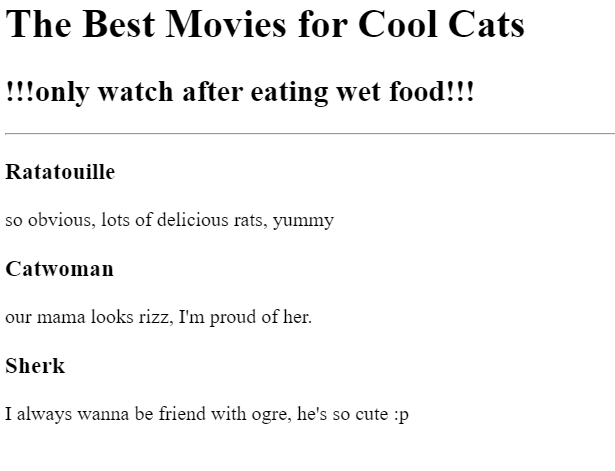 The Best Movies for Cool Cats
!!!only watch after eating wet food!!!
Ratatouille
so obvious, lots of delicious rats, yummy
Catwoman
our mama looks rizz, I'm proud of her.
Sherk
I always wanna be friend with ogre, he's so cute :p